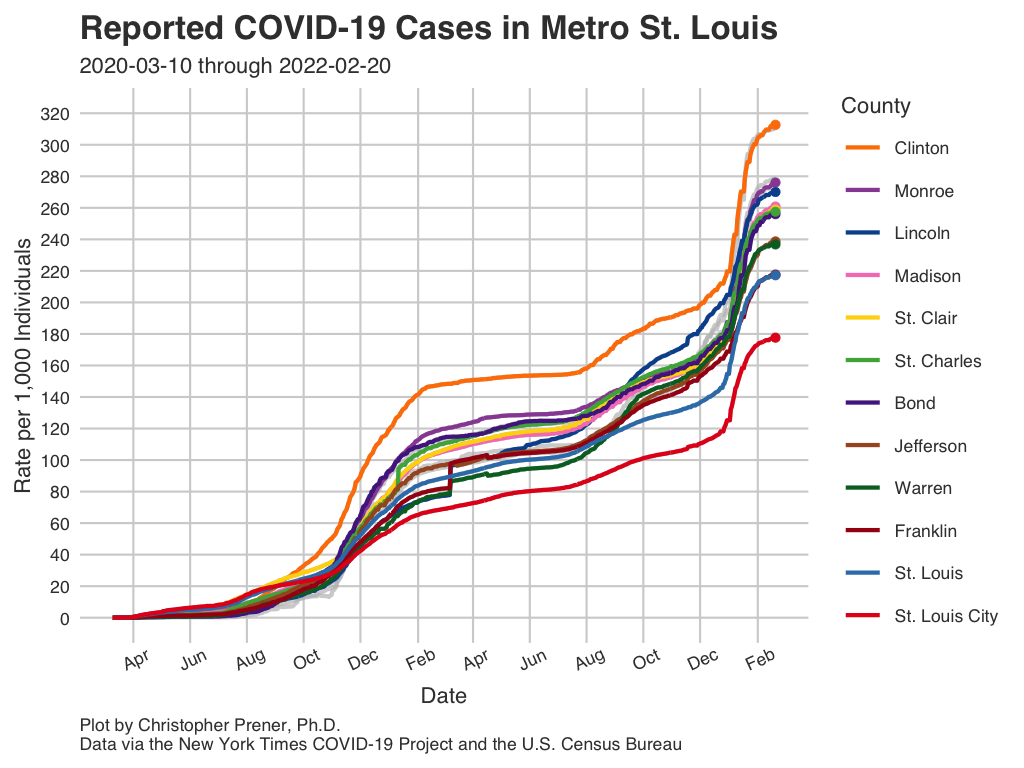 Reported COVID-19 Cases in Metro St. Louis
2020-03-10 through 2022-02-20
Rate per 1,000 Individuals
320
300
280
260
240
220
200
180
160
140
120
100
80
60
40
20
0
Apr Jun Aug Oct Dec Feb Apr Jun Aug Oct Dec Feb
Date
County
Clinton
Monroe
Lincoln
Madison
St. Clair
St. Charles
Bond
Jefferson
Warren
Franklin
St. Louis
St. Louis City
Plot by Christopher Prener, Ph.D.
Data via the New York Times COVID-19 Project and the U.S. Census Bureau